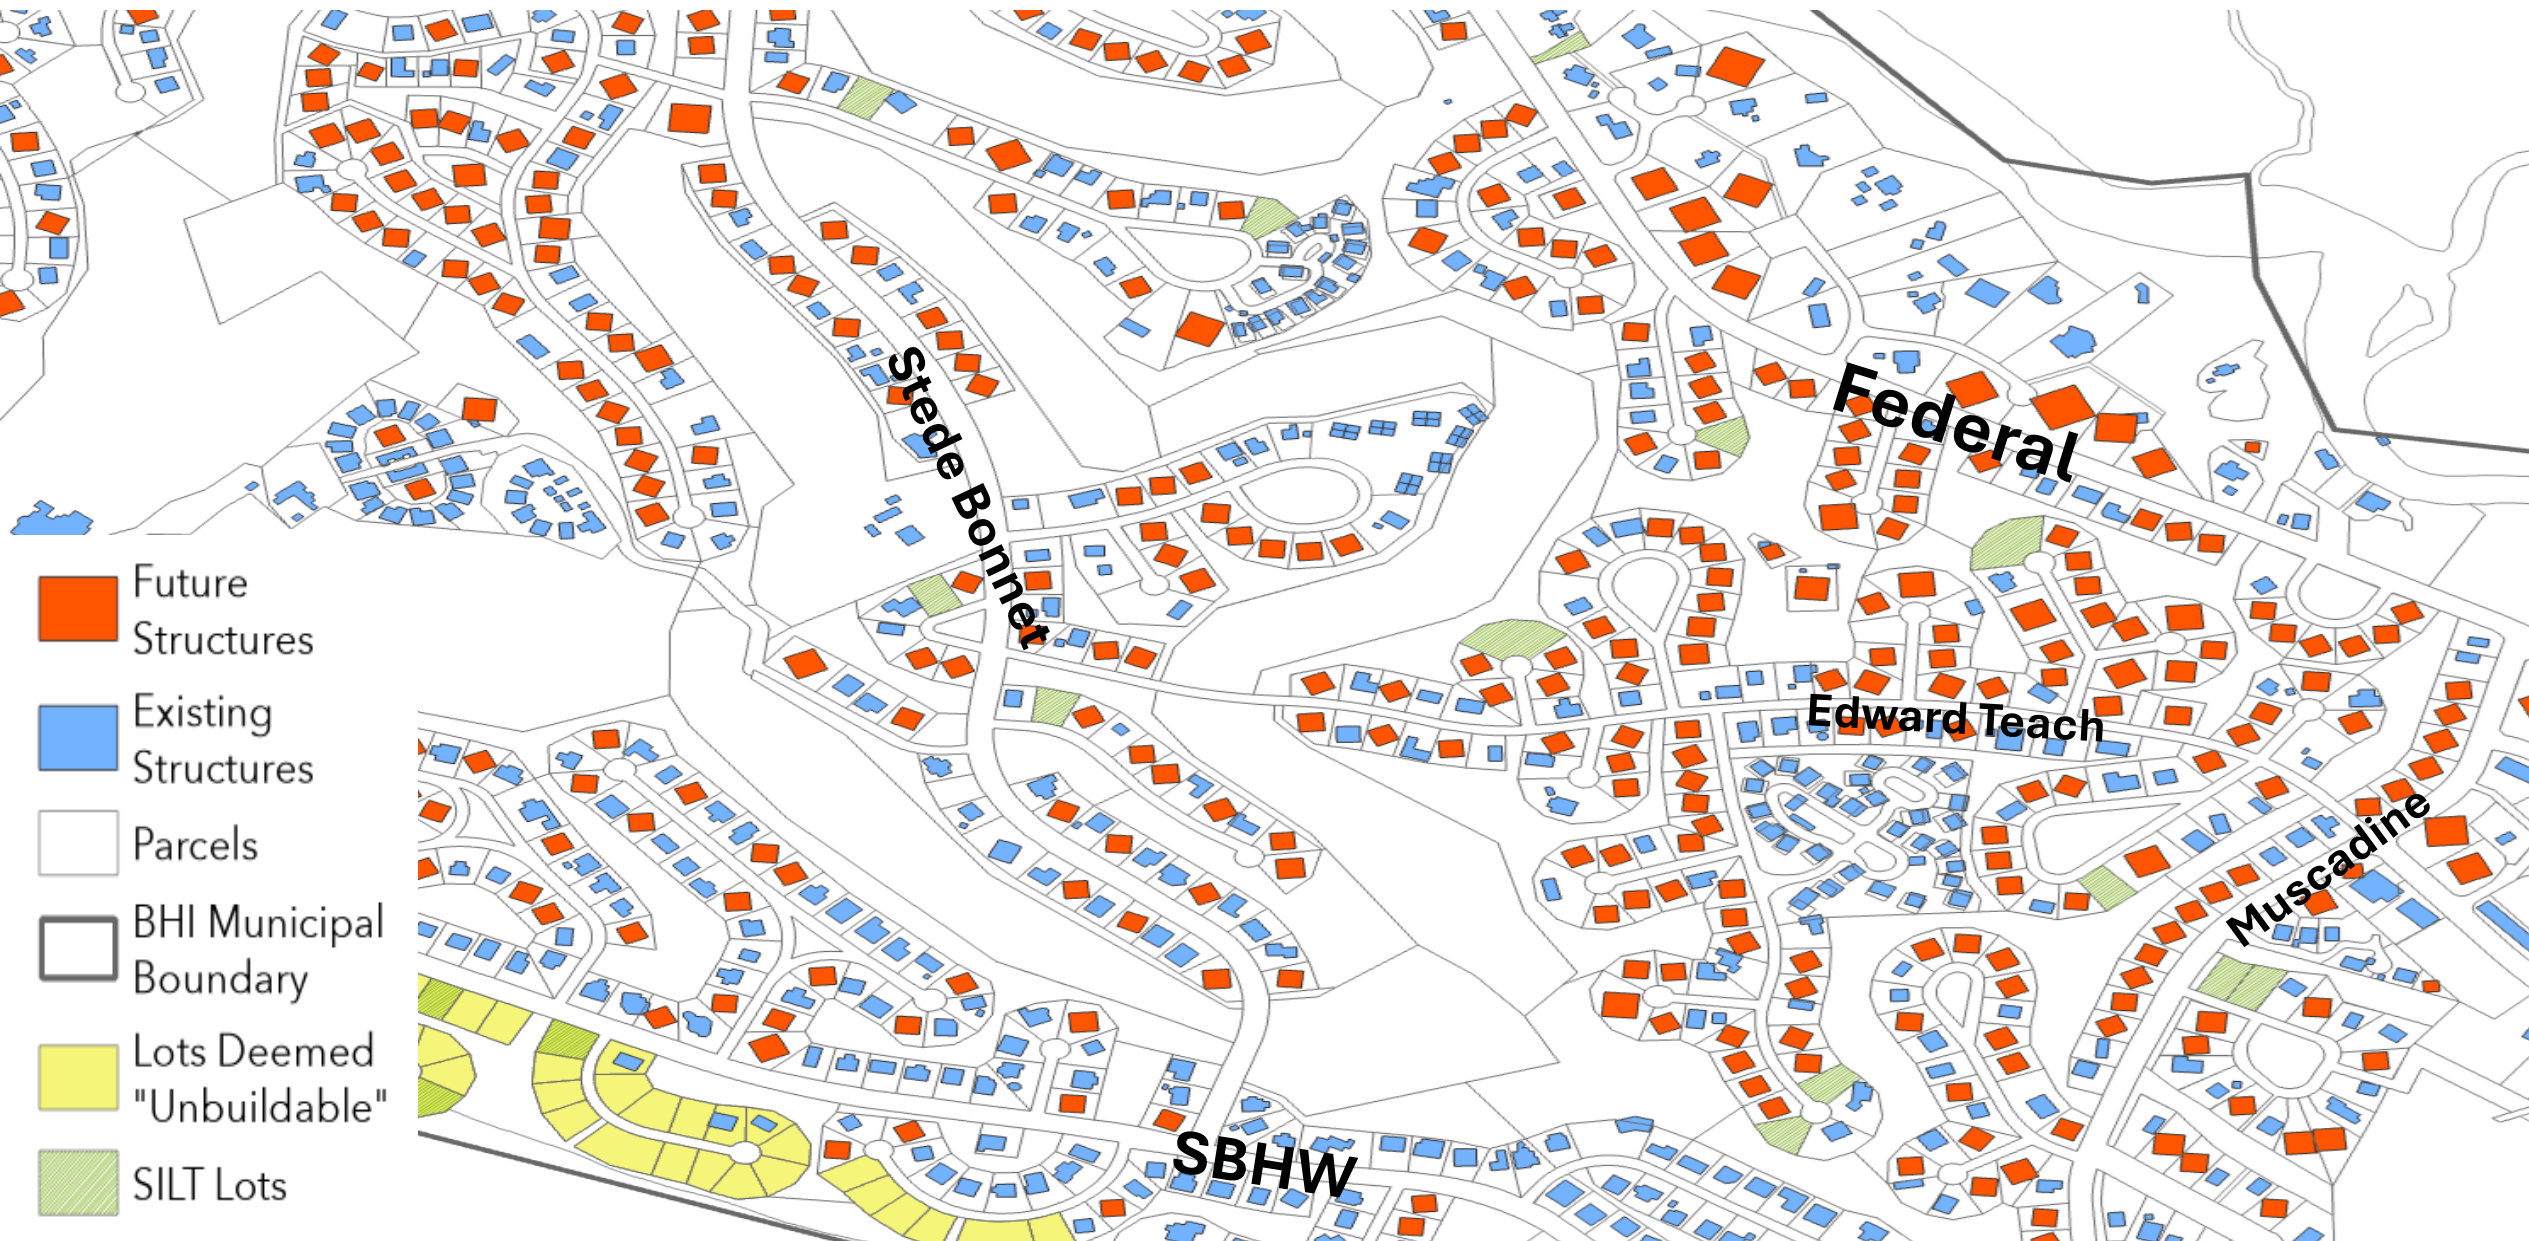 Stede Bonnet
Federal
Edward Teach
Muscadine
SBHW
Future
Structures
Existing
Structures
Parcels
BHI Municipal
Boundary
Lots Deemed
"Unbuildable"
SILT Lots